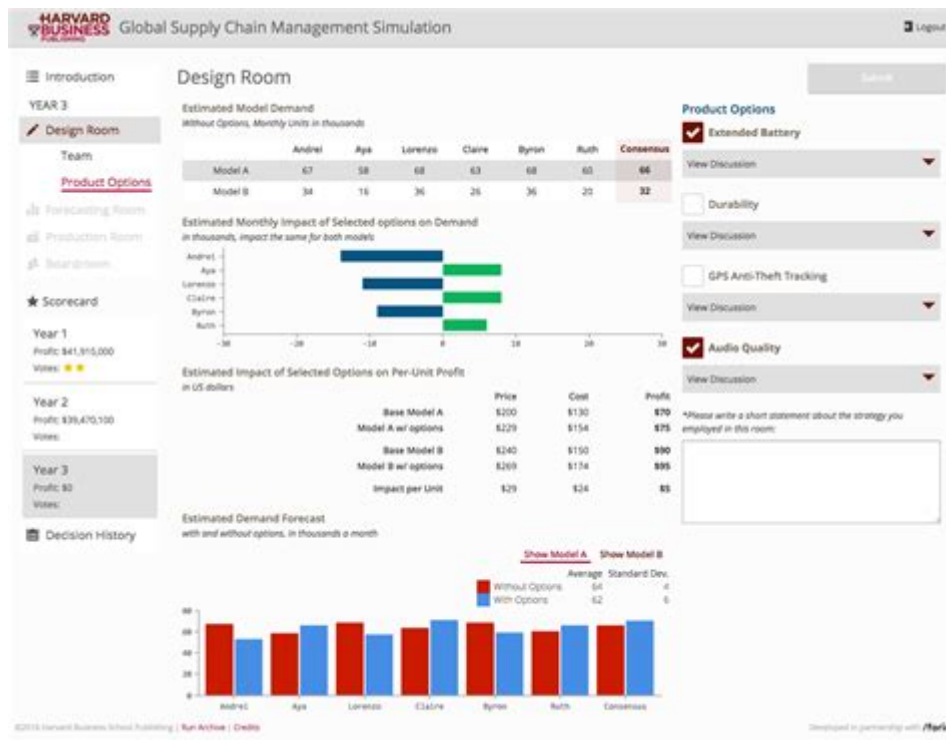 HARVARD
BUSINESS
PUBLISHING
Global Supply Chain Management Simulation
Logout
Introduction
YEAR 3
Design Room
Team
Product Options
Forecasting Room
Production Room
Boardroom
Scorecard
Year 1
Profit: $41,915,000
Votes:
Year 2
Profit: $39,470,100
Votes:
Year 3
Profit: $0
Votes:
Decision History
Design Room
Submit
Estimated Model Demand
Without Options, Monthly Units in thousands
Andrei Aya Lorenzo Claire Byron Ruth Consensus
Model A 67 58 68 63 68 60 66
Model B 34 16 36 26 36 20 32
Estimated Monthly Impact of Selected options on Demand
in thousands, impact the same for both models
Andrei
Aya
Lorenzo
Claire
Byron
Ruth
-30 -20 -10 0 10 20 30
Estimated Impact of Selected Options on Per-Unit Profit
in US dollars
Price Cost Profit
Base Model A $200 $130 $70
Model A w/ options $229 $154 $75
Base Model B $240 $150 $90
Model B w/ options $269 $174 $95
Impact per Unit $29 $24 $5
Estimated Demand Forecast
with and without options, in thousands a month
Show Model A Show Model B
Average Standard Dev.
Without Options 64 4
With Options 62 6
80
60
40
20
0
Andrei Aya Lorenzo Claire Byron Ruth Consensus
Product Options
Extended Battery
View Discussion
Durability
View Discussion
GPS Anti-Theft Tracking
View Discussion
Audio Quality
View Discussion
*Please write a short statement about the strategy you
employed in this room:
Harvard Business School Publishing | Run Archive | Credits
Developed in partnership with /forio